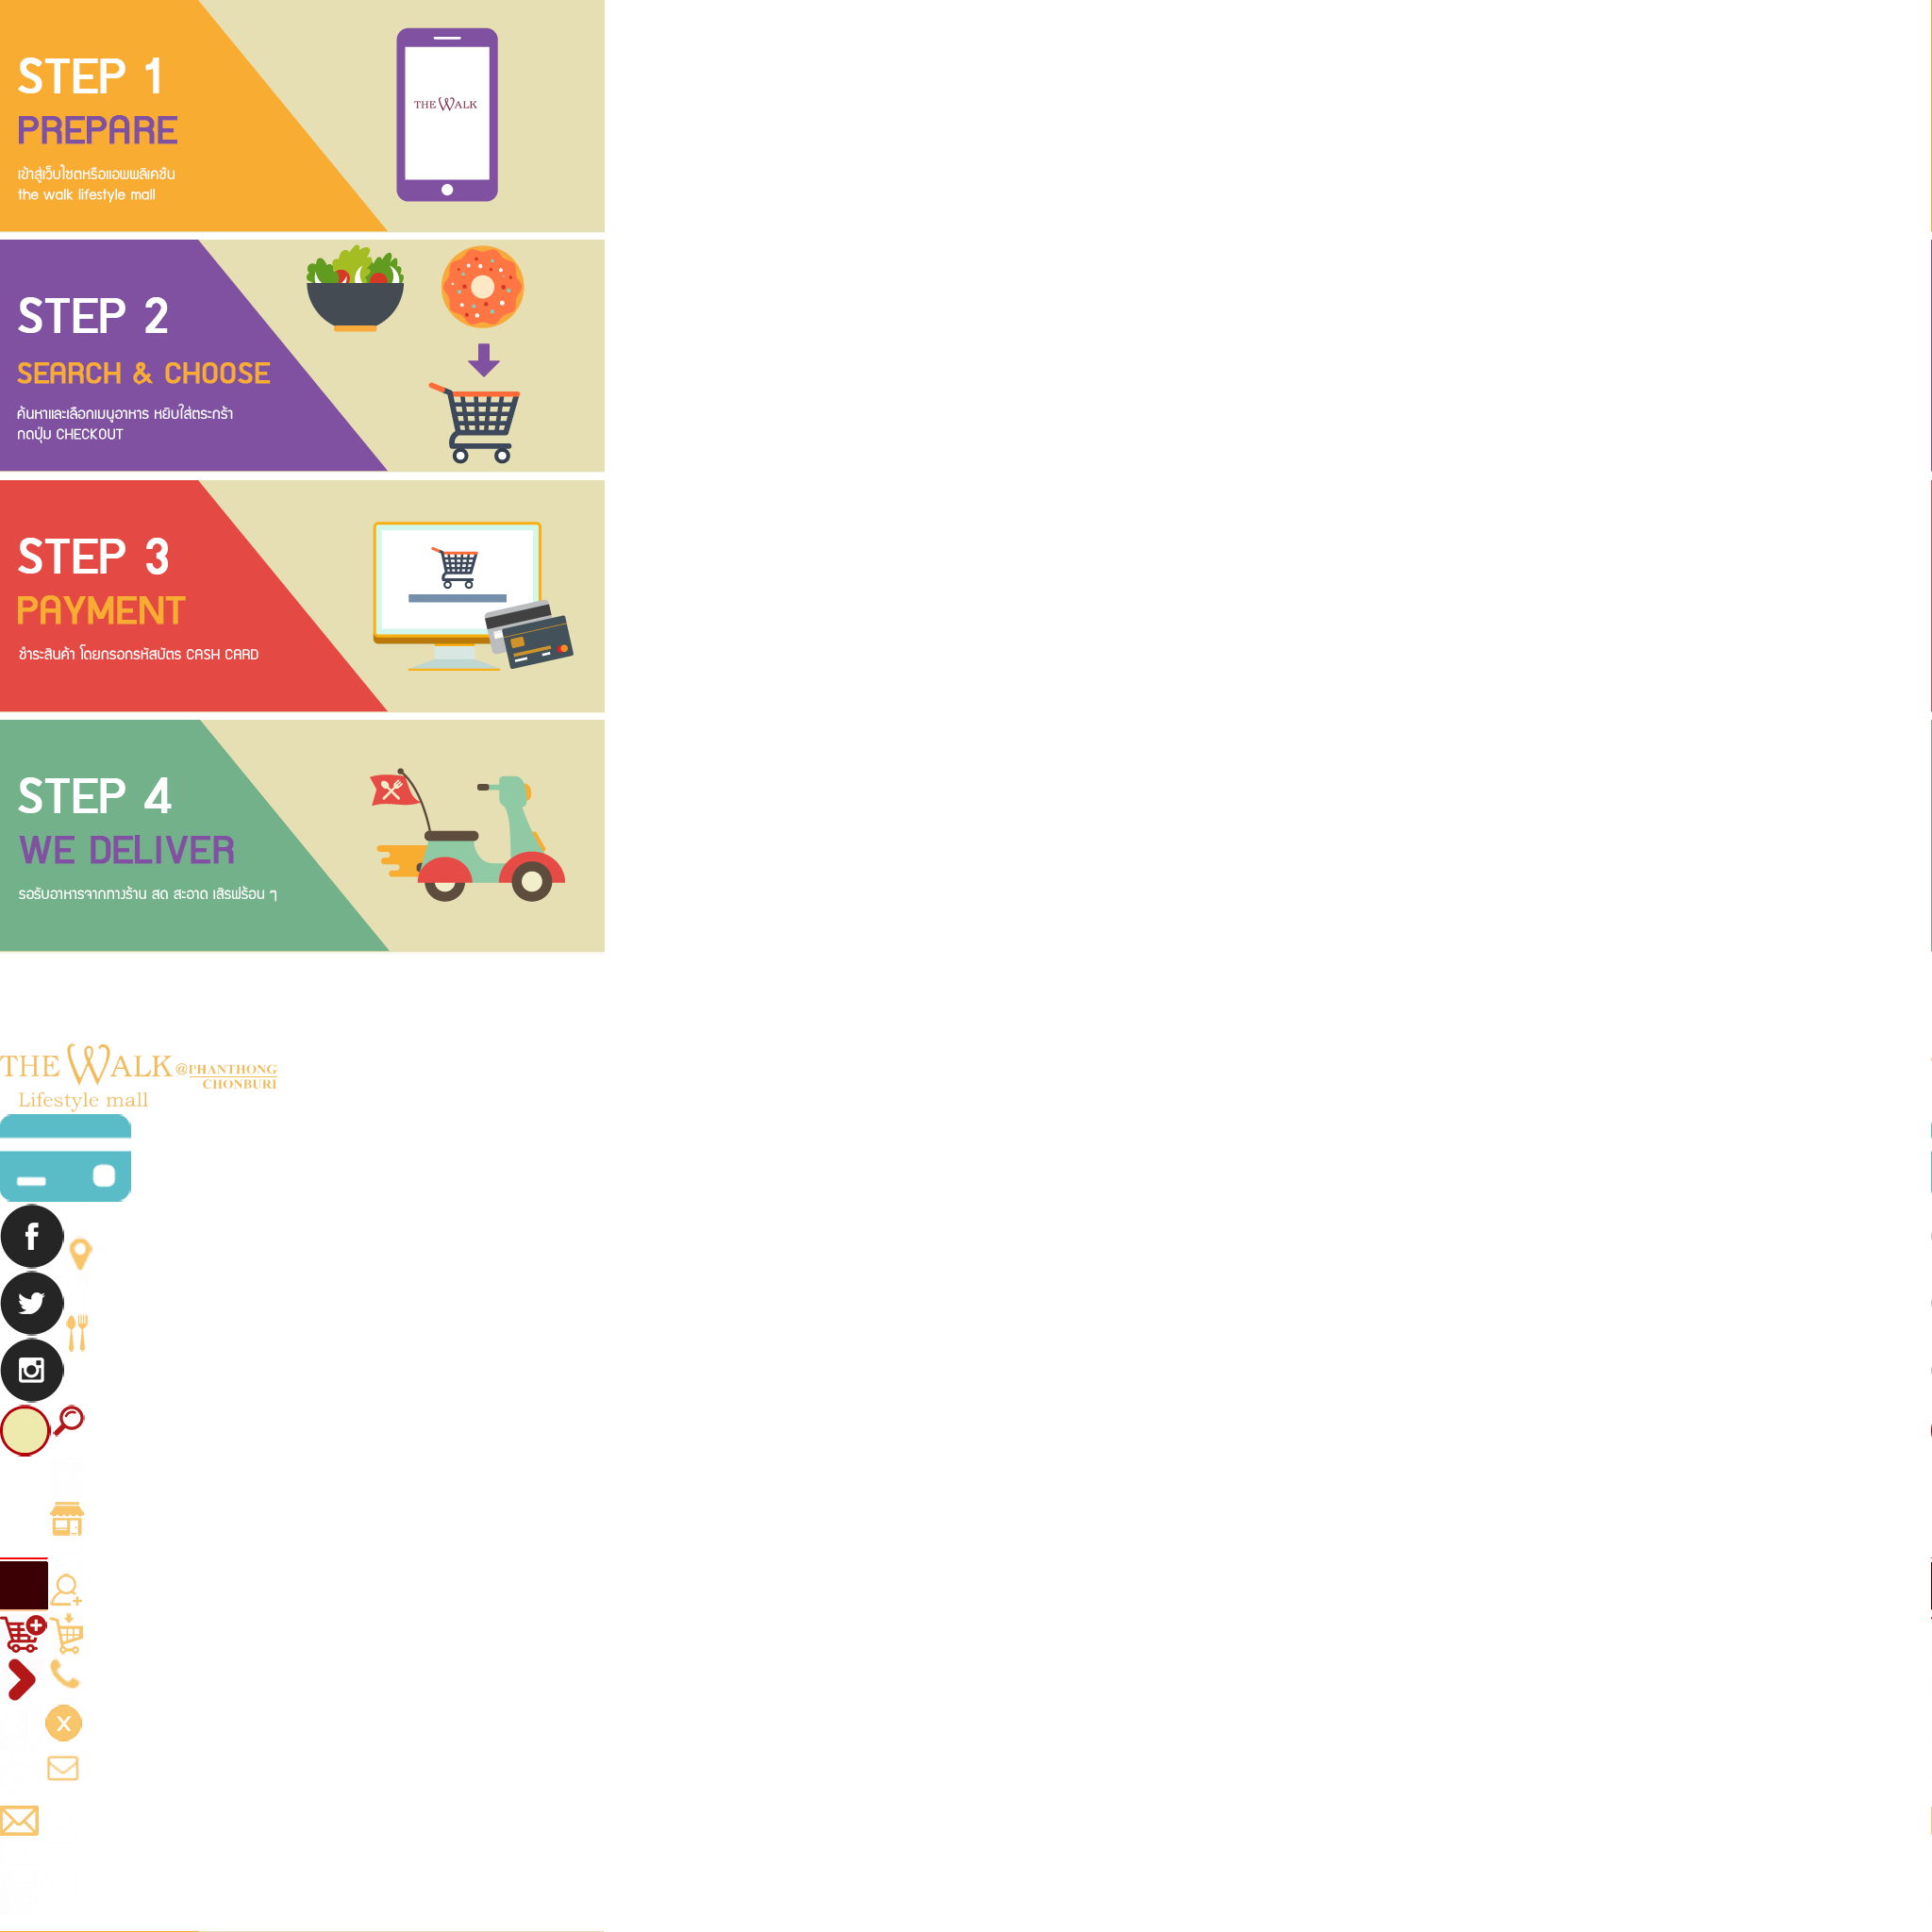 STEP 1
PREPARE
เข้าสู่เว็บไซตหรือแอพพลิเคชัน
the walk lifestyle mall
THE WALK
STEP 2
SEARCH & CHOOSE
ค้นหาและเลือกเมนูอาหาร หยิบใส่ตระกร้า
กดปุ่ม CHECKOUT
STEP 3
PAYMENT
ชำระสินค้า โดยกรอกรหัสบัตร CASH CARD
STEP 4
WE DELIVER
รอรับอาหารจากทางร้าน สด สะอาด เสิรฟร้อน ๆ
THE WALK @PHANTHONG
CHONBURI
Lifestyle mall